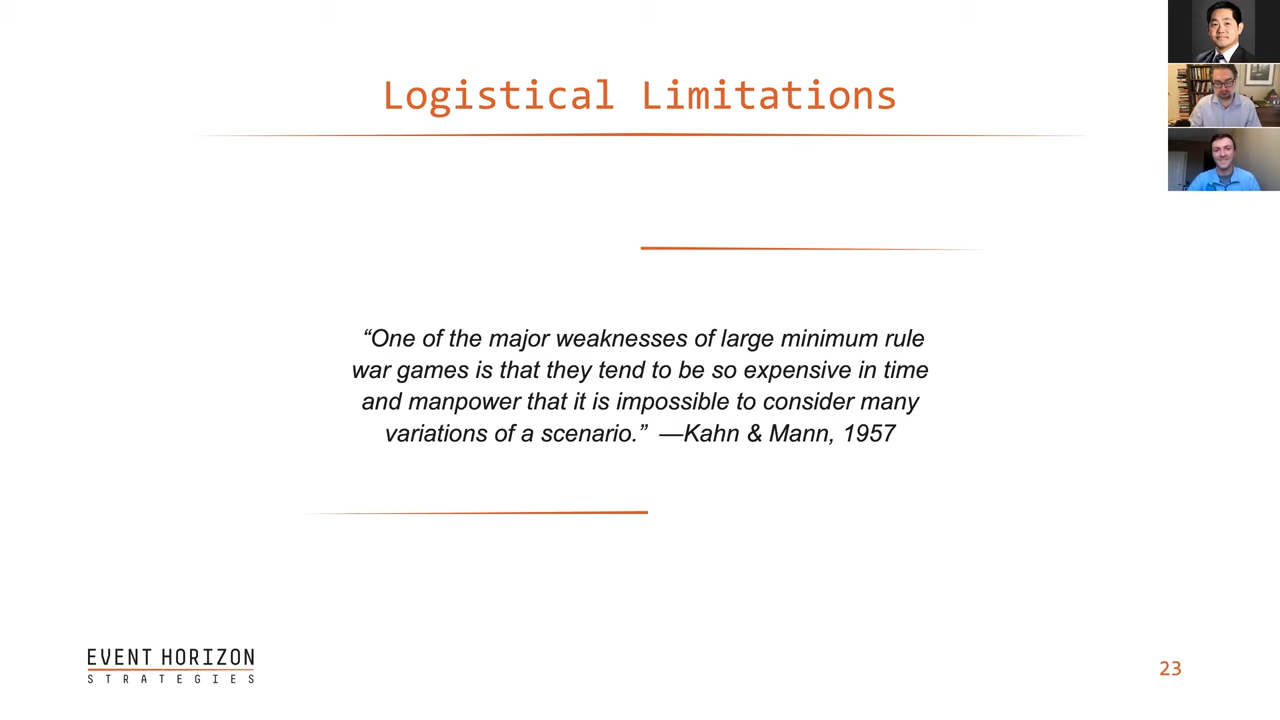 Logistical Limitations
“One of the major weaknesses of large minimum rule
war games is that they tend to be so expensive in time
and manpower that it is impossible to consider many
variations of a scenario.” —Kahn & Mann, 1957
EVENT HORIZON
STRATEGIES
23